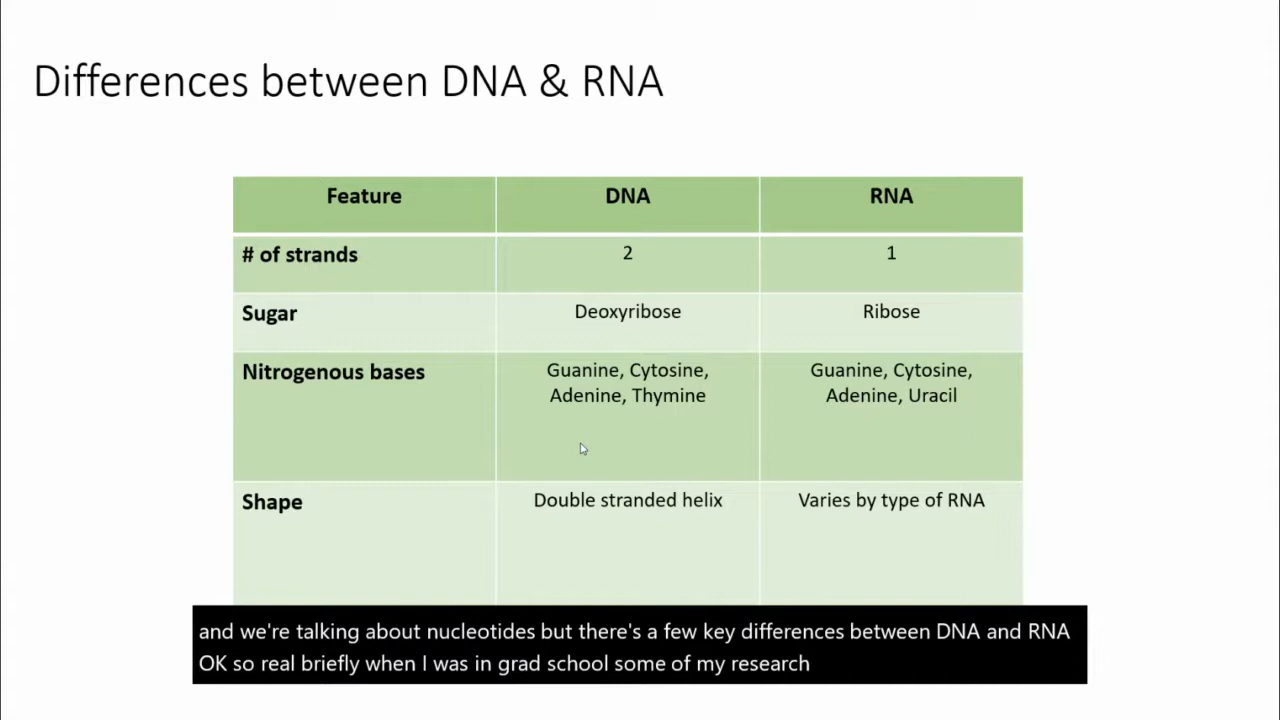 Differences between DNA & RNA
Feature DNA RNA
# of strands 2 1
Sugar Deoxyribose Ribose
Nitrogenous bases Guanine, Cytosine, Guanine, Cytosine,
Adenine, Thymine Adenine, Uracil
Shape Double stranded helix Varies by type of RNA
and we're talking about nucleotides but there's a few key differences between DNA and RNA
OK so real briefly when I was in grad school some of my research